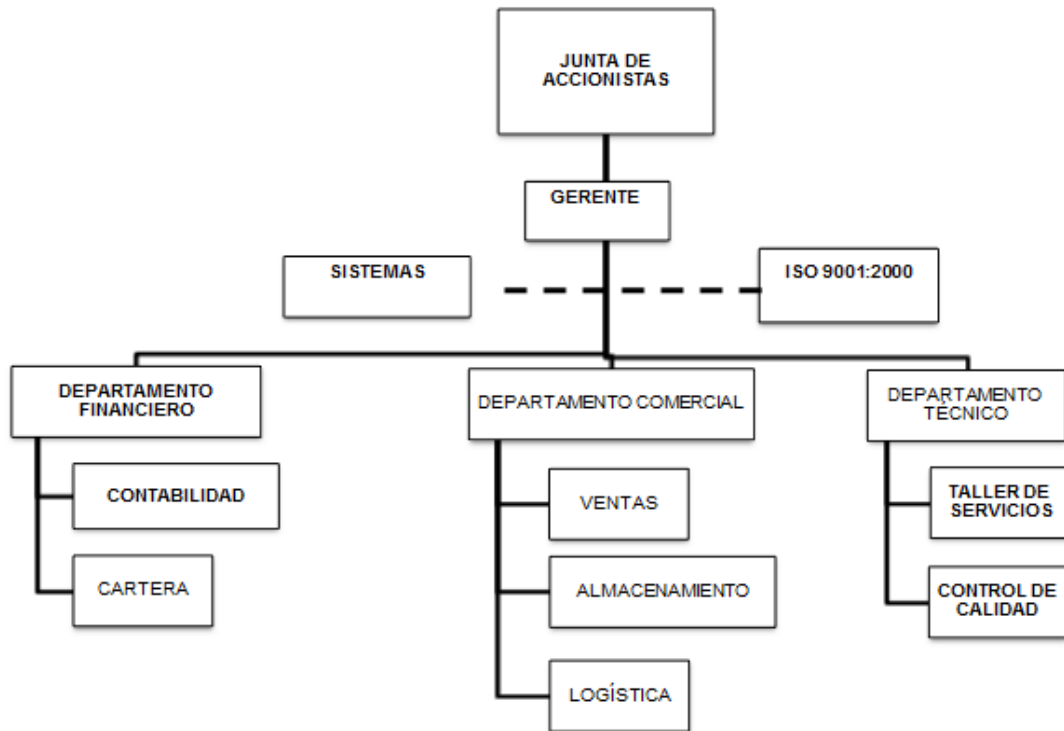 JUNTA DE
ACCIONISTAS
GERENTE
SISTEMAS
ISO 9001:2000
DEPARTAMENTO
FINANCIERO
DEPARTAMENTO COMERCIAL
DEPARTAMENTO
TÉCNICO
CONTABILIDAD
VENTAS
TALLER DE
SERVICIOS
CARTERA
ALMACENAMIENTO
CONTROL DE
CALIDAD
LOGÍSTICA